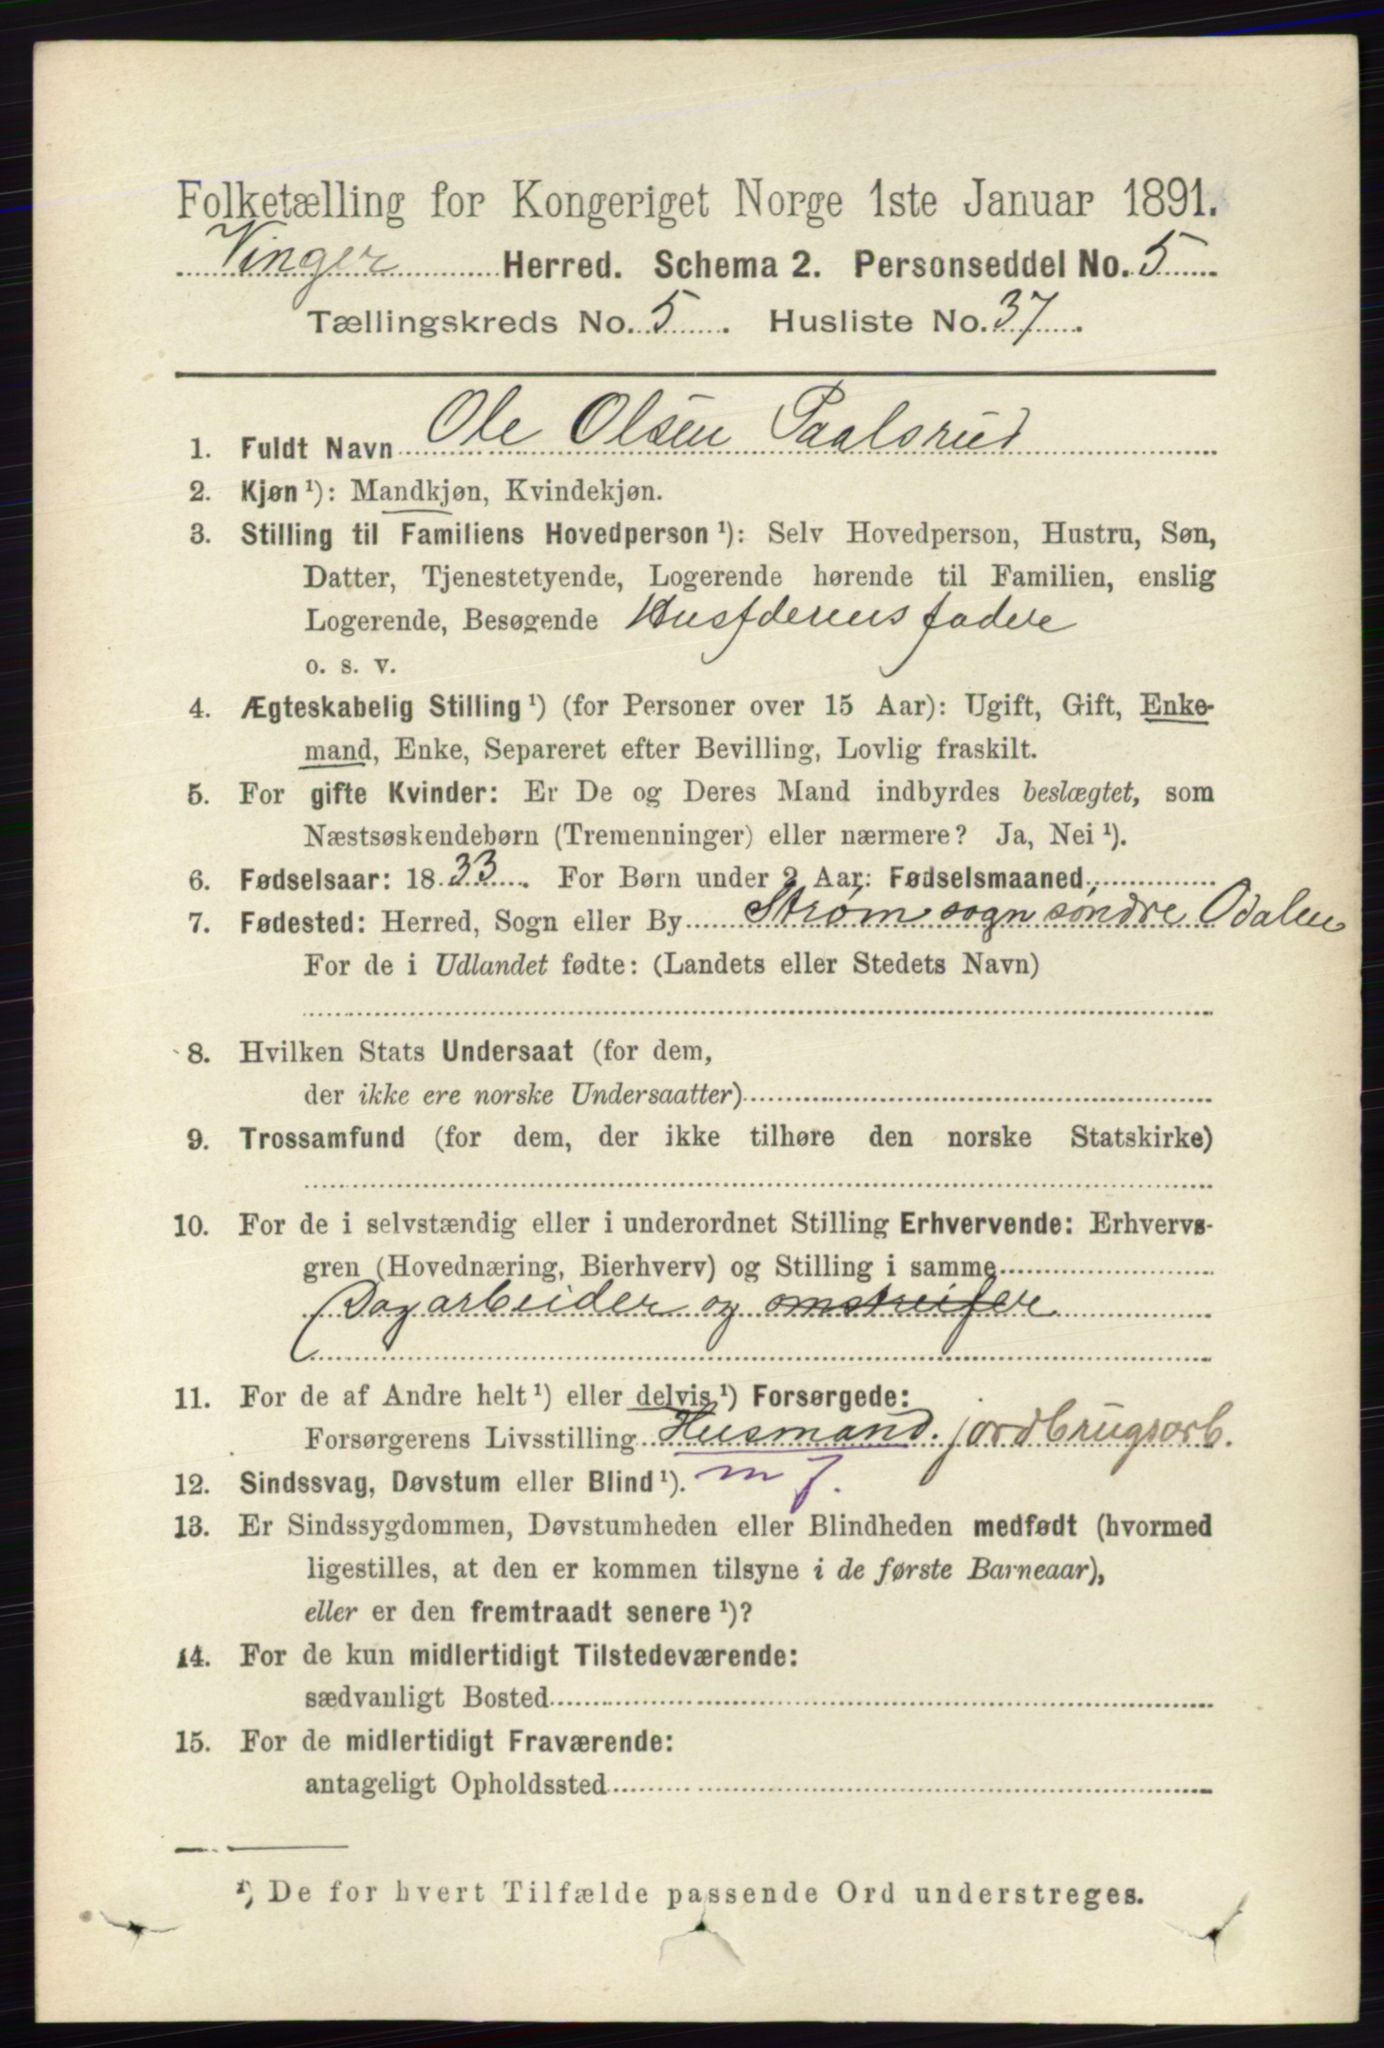 Folketælling for Kongeriget Norge 1ste Januar 1891.
Vinger Herred. Schema 2. Personseddel No. 5
Tællingskreds No. 5. Husliste No. 37.
1. Fuldt Navn Ole Olsen Paalsrud
2. Kjøn ¹): Mandkjøn, Kvindekjøn.
3. Stilling til Familiens Hovedperson ¹): Selv Hovedperson, Hustru, Søn,
Datter, Tjenestetyende, Logerende hørende til Familien, enslig
Logerende, Besøgende Husfderens fader
o. s. v.
4. Ægteskabelig Stilling ¹) (for Personer over 15 Aar): Ugift, Gift, Enke-
mand, Enke, Separeret efter Bevilling, Lovlig fraskilt.
5. For gifte Kvinder: Er De og Deres Mand indbyrdes beslægtet, som
Næstsøskendebørn (Tremenninger) eller nærmere? Ja, Nei ¹).
6. Fødselsaar: 1833. For Børn under 2 Aar: Fødselsmaaned
7. Fødested: Herred, Sogn eller By Strøm sogn søndre Odalen
For de i Udlandet fødte: (Landets eller Stedets Navn)
8. Hvilken Stats Undersaat (for dem,
der ikke ere norske Undersaatter)
9. Trossamfund (for dem, der ikke tilhøre den norske Statskirke)
10. For de i selvstændig eller i underordnet Stilling Erhvervende: Erhvervs-
gren (Hovednæring, Bierhverv) og Stilling i samme
(Dagarbeider og omstreifer
11. For de af Andre helt ¹) eller delvis ¹) Forsørgede:
Forsørgerens Livsstilling Husmand. jordbrugsarb.
12. Sindssvag, Døvstum eller Blind ¹). m j.
13. Er Sindssygdommen, Døvstumheden eller Blindheden medfødt (hvormed
ligestilles, at den er kommen tilsyne i de første Barneaar),
eller er den fremtraadt senere ¹)?
14. For de kun midlertidigt Tilstedeværende:
sædvanligt Bosted
15. For de midlertidigt Fraværende:
antageligt Opholdssted
¹) De for hvert Tilfælde passende Ord understreges.